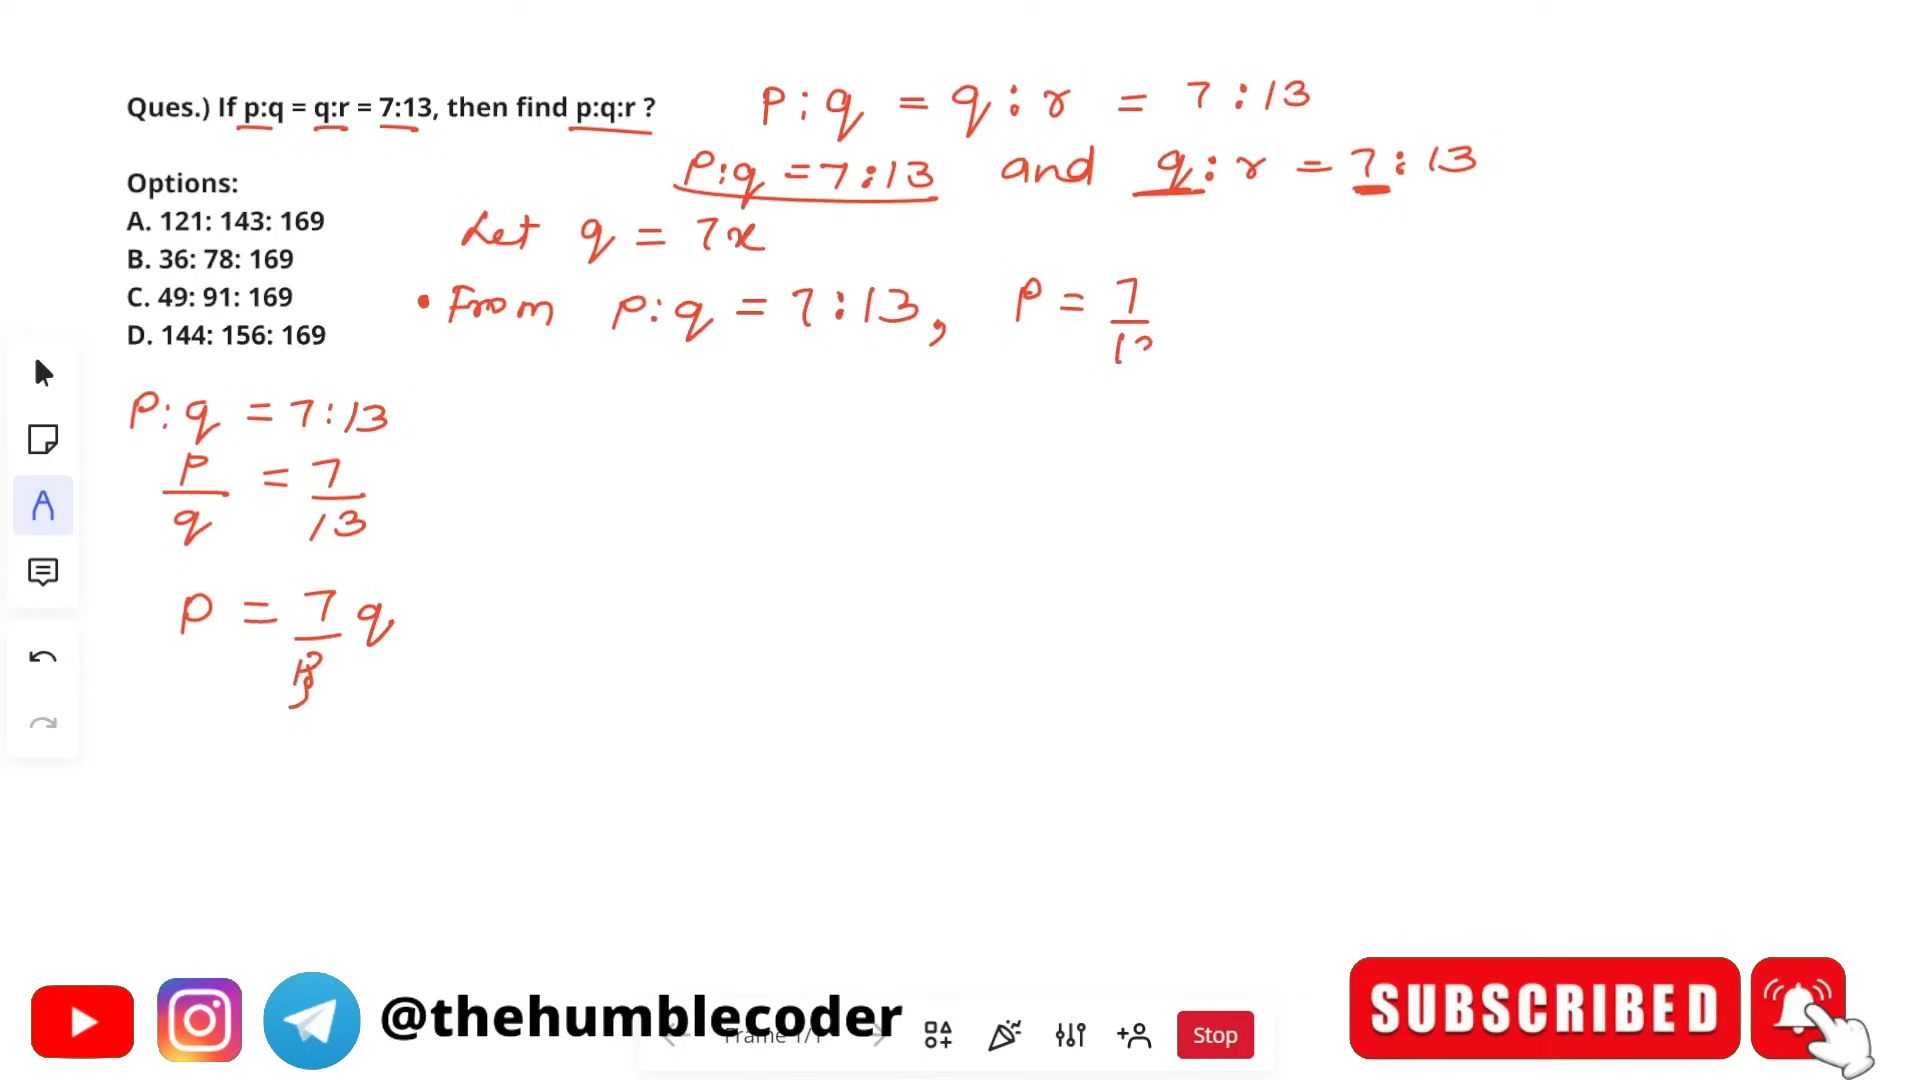 Ques.) If p:q = q:r = 7:13, then find p:q:r ?
p:q = q:r = 7:13
p:q = 7:13 and q:r = 7:13
Options:
A. 121: 143: 169
B. 36: 78: 169
C. 49: 91: 169
D. 144: 156: 169
Let q = 7x
• From p:q = 7:13, p = 7/
p:q = 7:13
p/q = 7/13
p = 7/13 q
@thehumblecoder
Frame 1/1
Stop
SUBSCRIBED